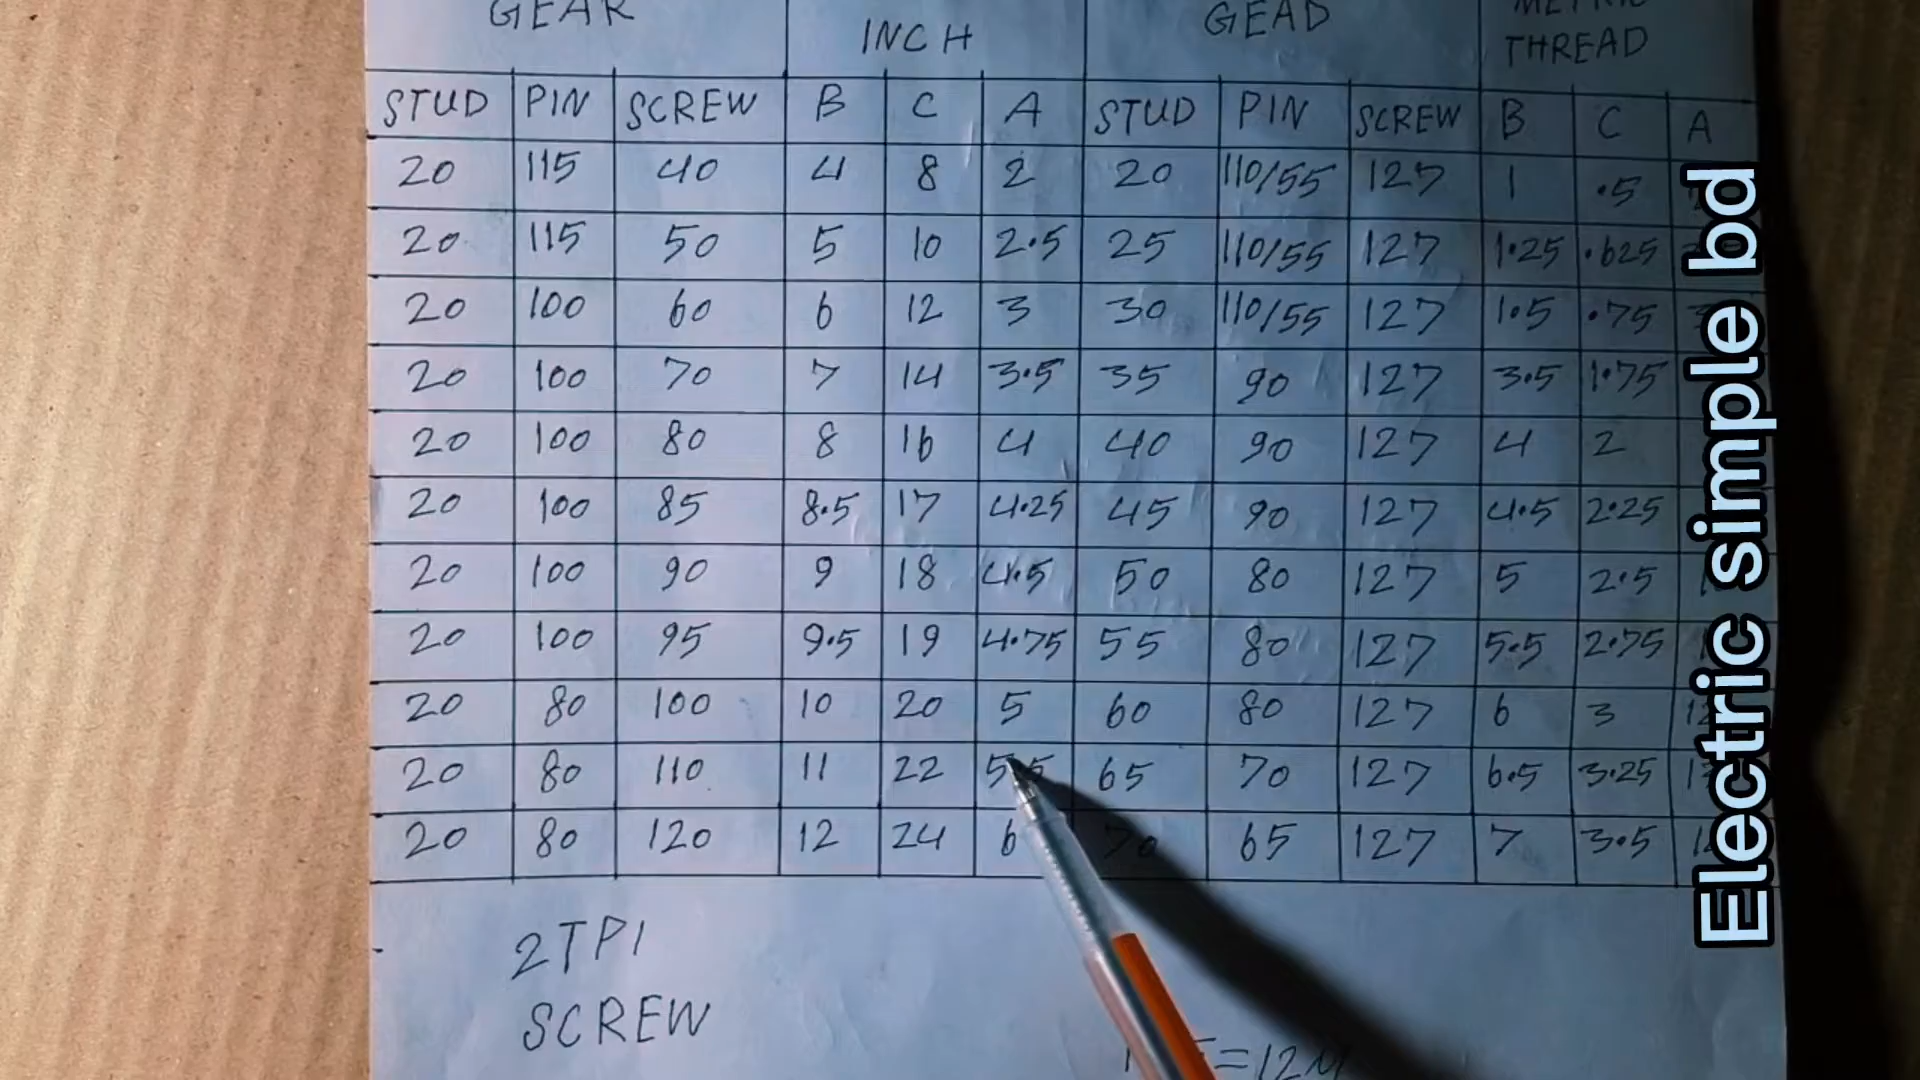 GEAR INCH GEAD METRIC
THREAD
STUD PIN SCREW B C A STUD PIN SCREW B C A
20 115 40 4 8 2 20 110/55 127 1 .5
20 115 50 5 10 2.5 25 110/55 127 1.25 .625
20 100 60 6 12 3 30 110/55 127 1.5 .75
20 100 70 7 14 3.5 35 90 127 3.5 1.75
20 100 80 8 16 4 40 90 127 4 2
20 100 85 8.5 17 4.25 45 90 127 4.5 2.25
20 100 90 9 18 4.5 50 80 127 5 2.5
20 100 95 9.5 19 4.75 55 80 127 5.5 2.75
20 80 100 10 20 5 60 80 127 6 3
20 80 110 11 22 5.5 65 70 127 6.5 3.25
20 80 120 12 24 6 70 65 127 7 3.5
2TPI
SCREW
Electric simple bd